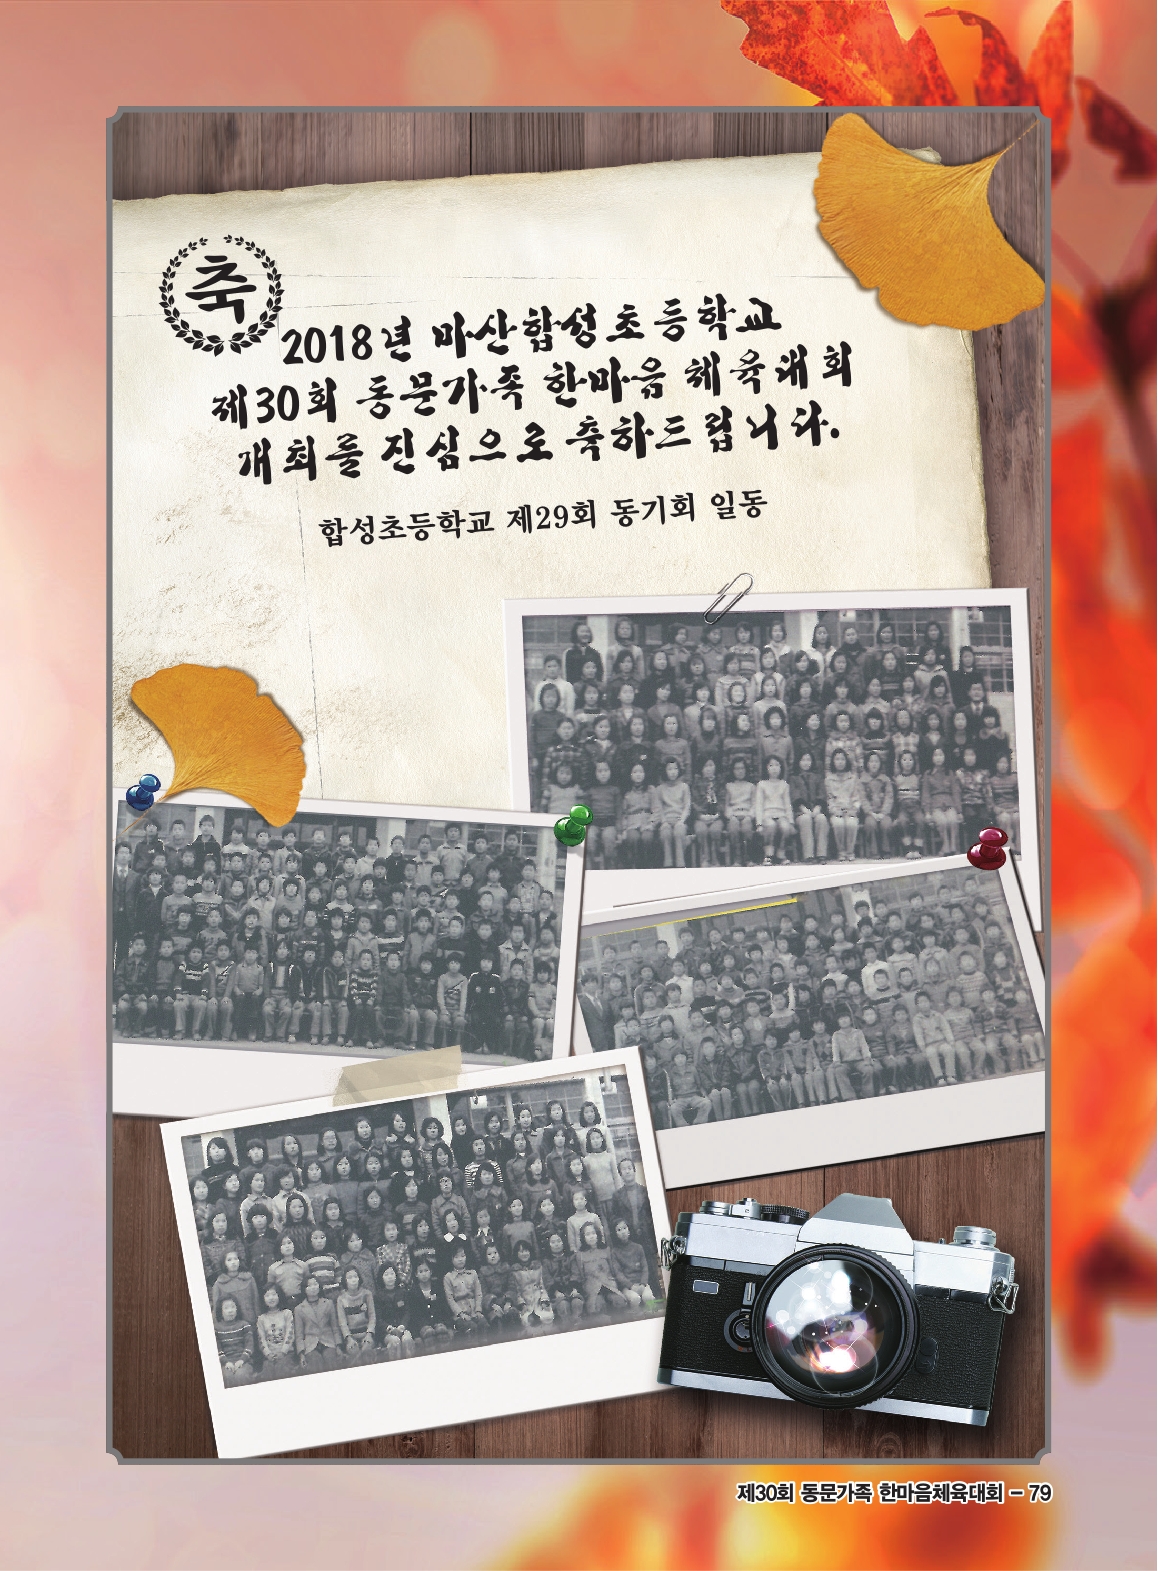 축
2018년 마산합성초등학교
제30회 동문가족 한마음 체육대회
개최를 진심으로 축하드립니다.
합성초등학교 제29회 동기회 일동
제30회 동문가족 한마음체육대회 - 79